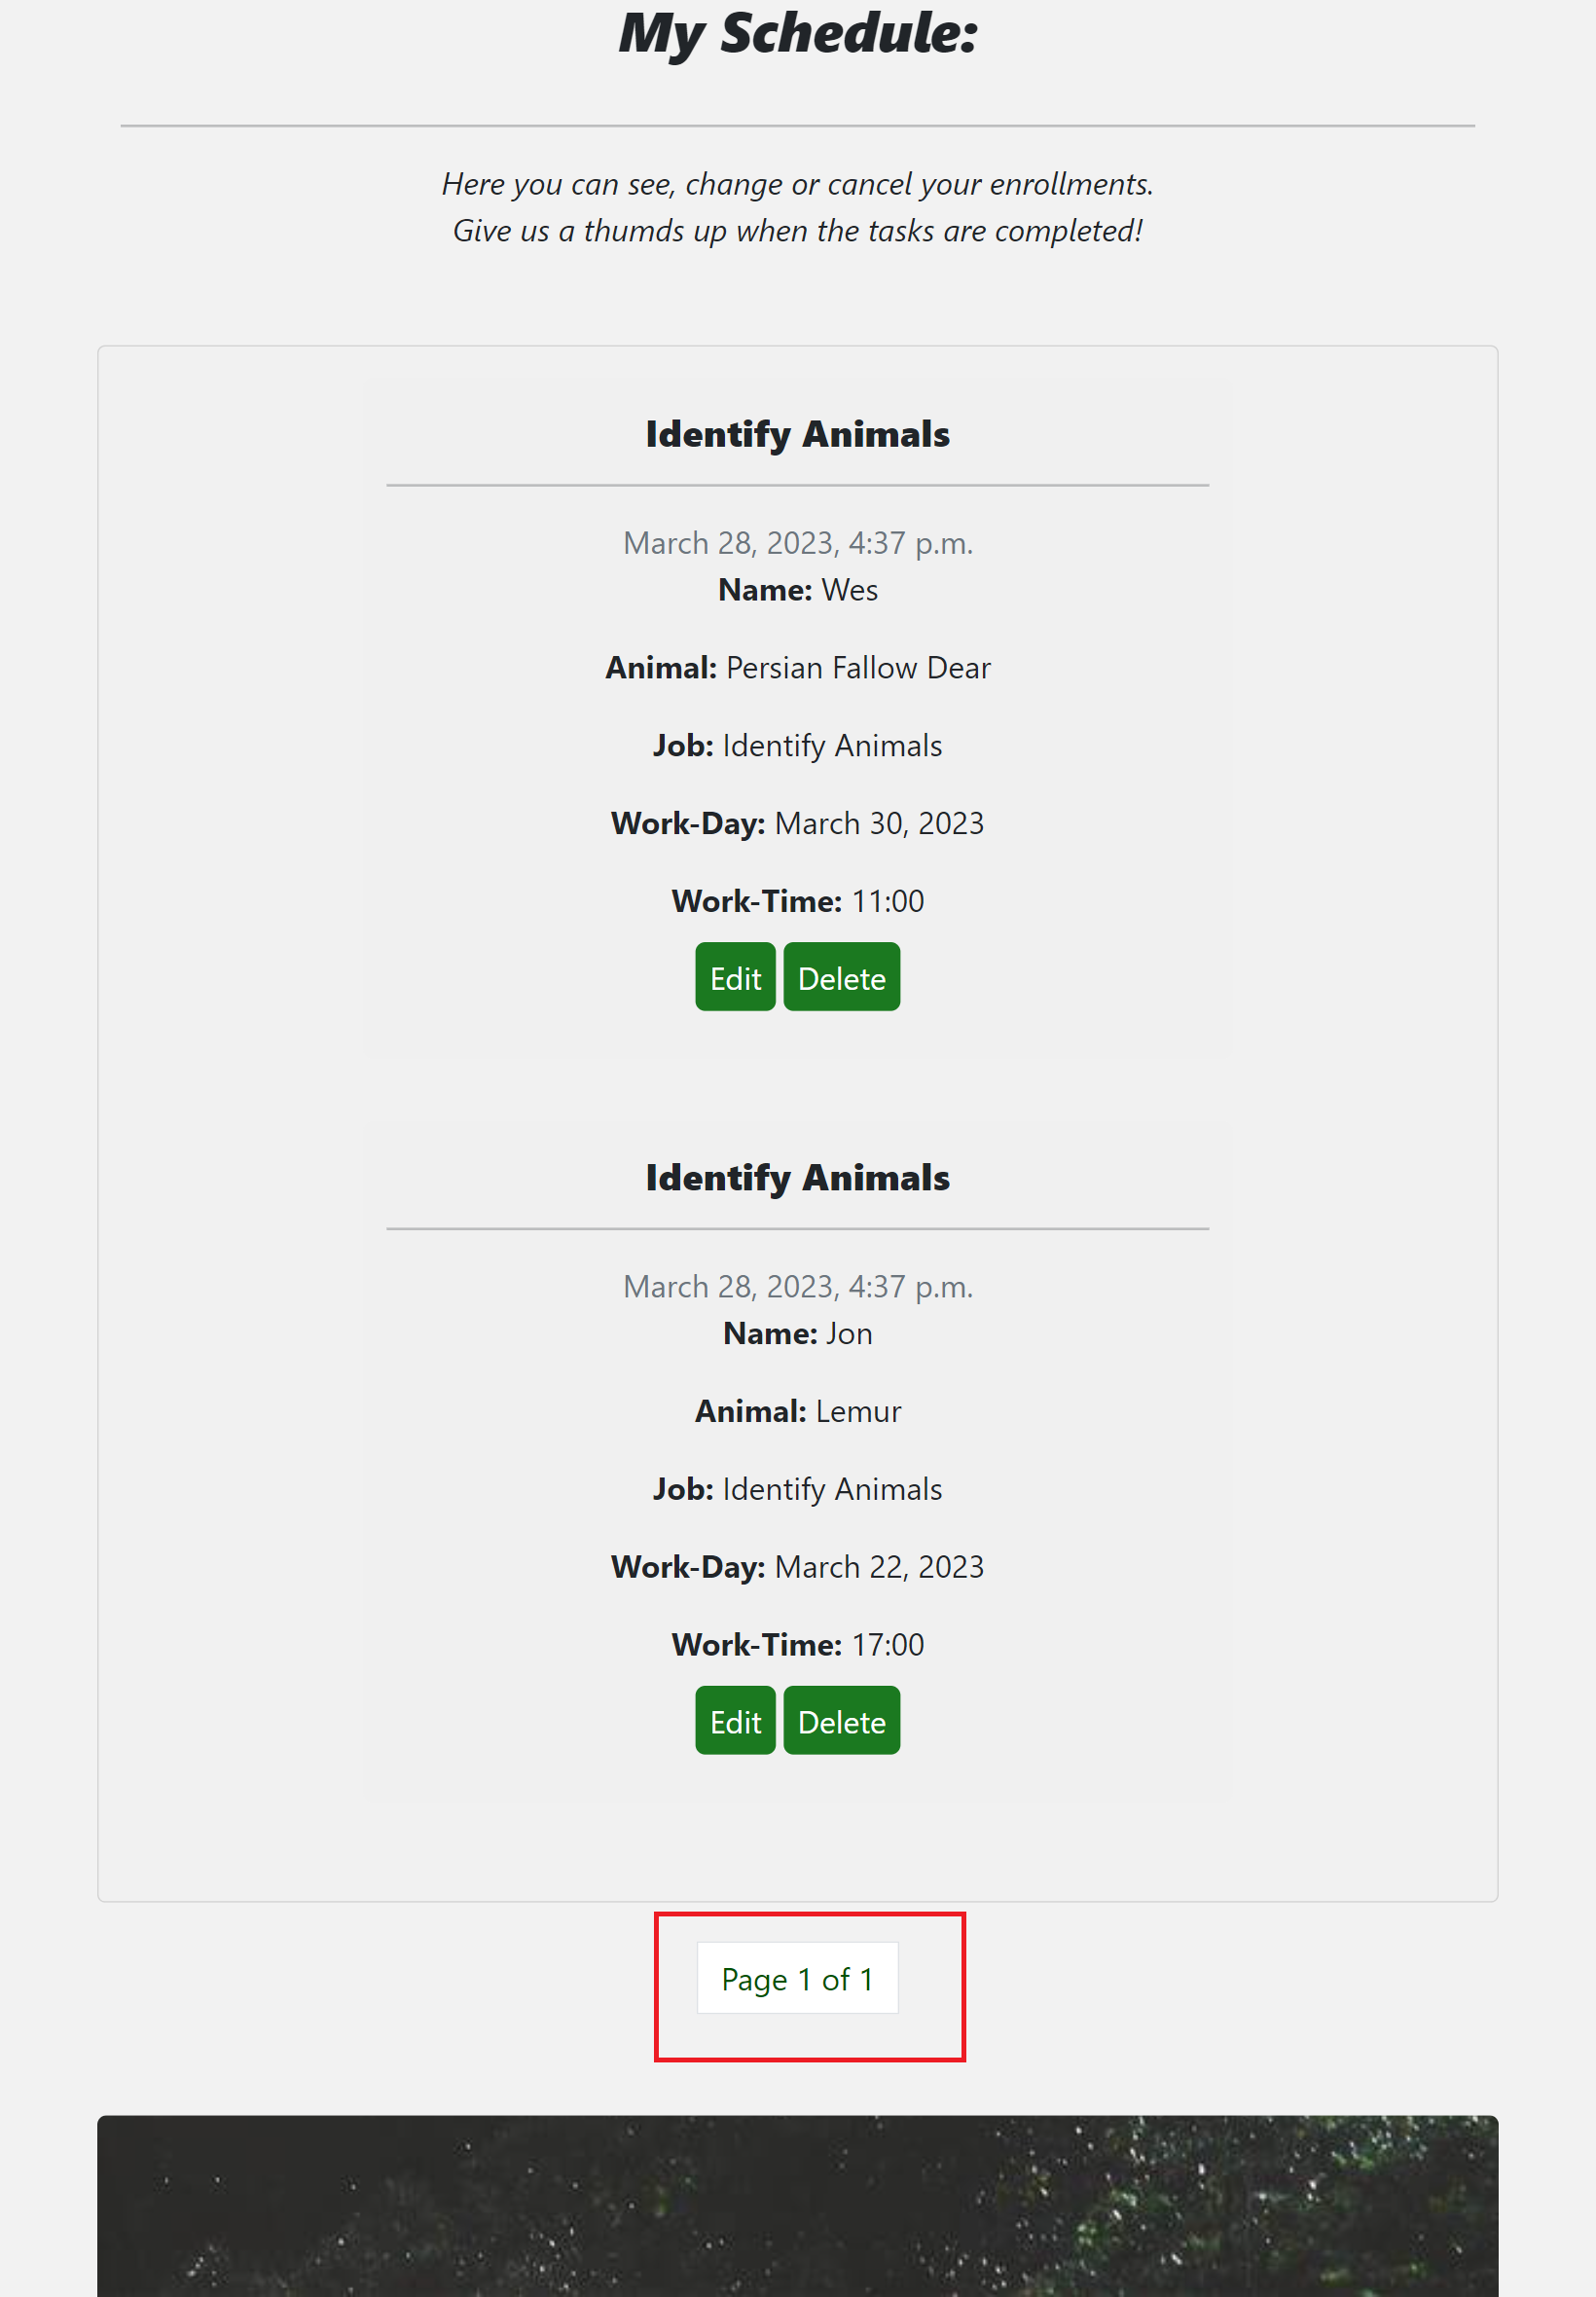 My Schedule:
Here you can see, change or cancel your enrollments.
Give us a thumds up when the tasks are completed!
Identify Animals
March 28, 2023, 4:37 p.m.
Name: Wes
Animal: Persian Fallow Dear
Job: Identify Animals
Work-Day: March 30, 2023
Work-Time: 11:00
Edit Delete
Identify Animals
March 28, 2023, 4:37 p.m.
Name: Jon
Animal: Lemur
Job: Identify Animals
Work-Day: March 22, 2023
Work-Time: 17:00
Edit Delete
Page 1 of 1